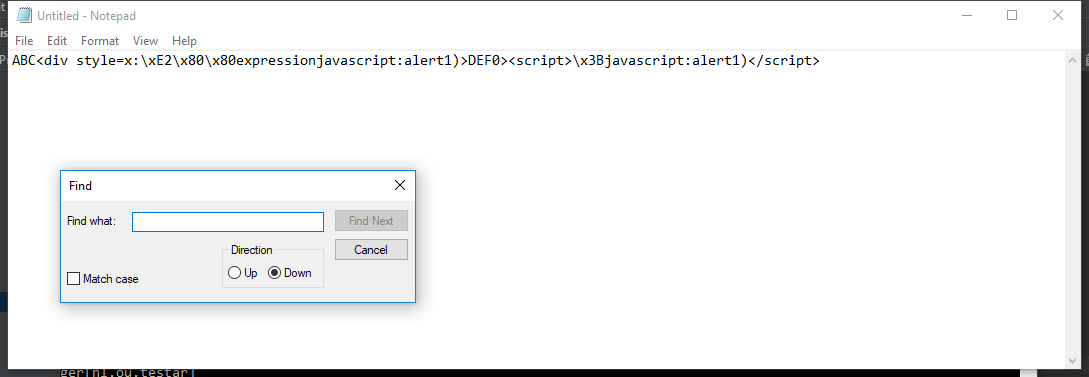 Untitled - Notepad
File Edit Format View Help
ABC<div style=x:\xE2\x80\x80expressionjavascript:alert1)>DEF0><script>\x3Bjavascript:alert1)</script>
Find
Find what:
Find Next
Direction
Cancel
Up Down
Match case
ger[nl.ou.testar]